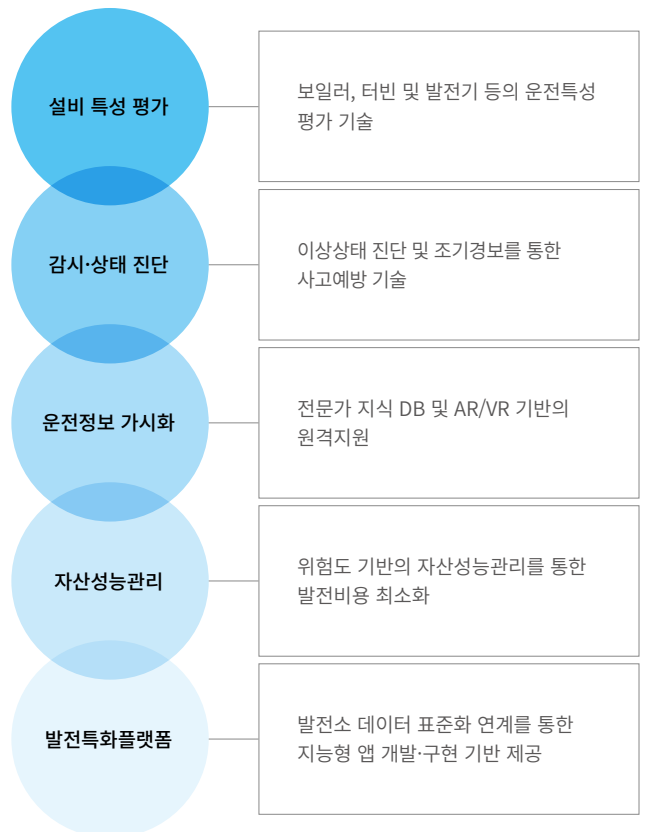 설비 특성 평가
보일러, 터빈 및 발전기 등의 운전특성
평가 기술
감시·상태 진단
이상상태 진단 및 조기경보를 통한
사고예방 기술
운전정보 가시화
전문가 지식 DB 및 AR/VR 기반의
원격지원
자산성능관리
위험도 기반의 자산성능관리를 통한
발전비용 최소화
발전특화플랫폼
발전소 데이터 표준화 연계를 통한
지능형 앱 개발·구현 기반 제공